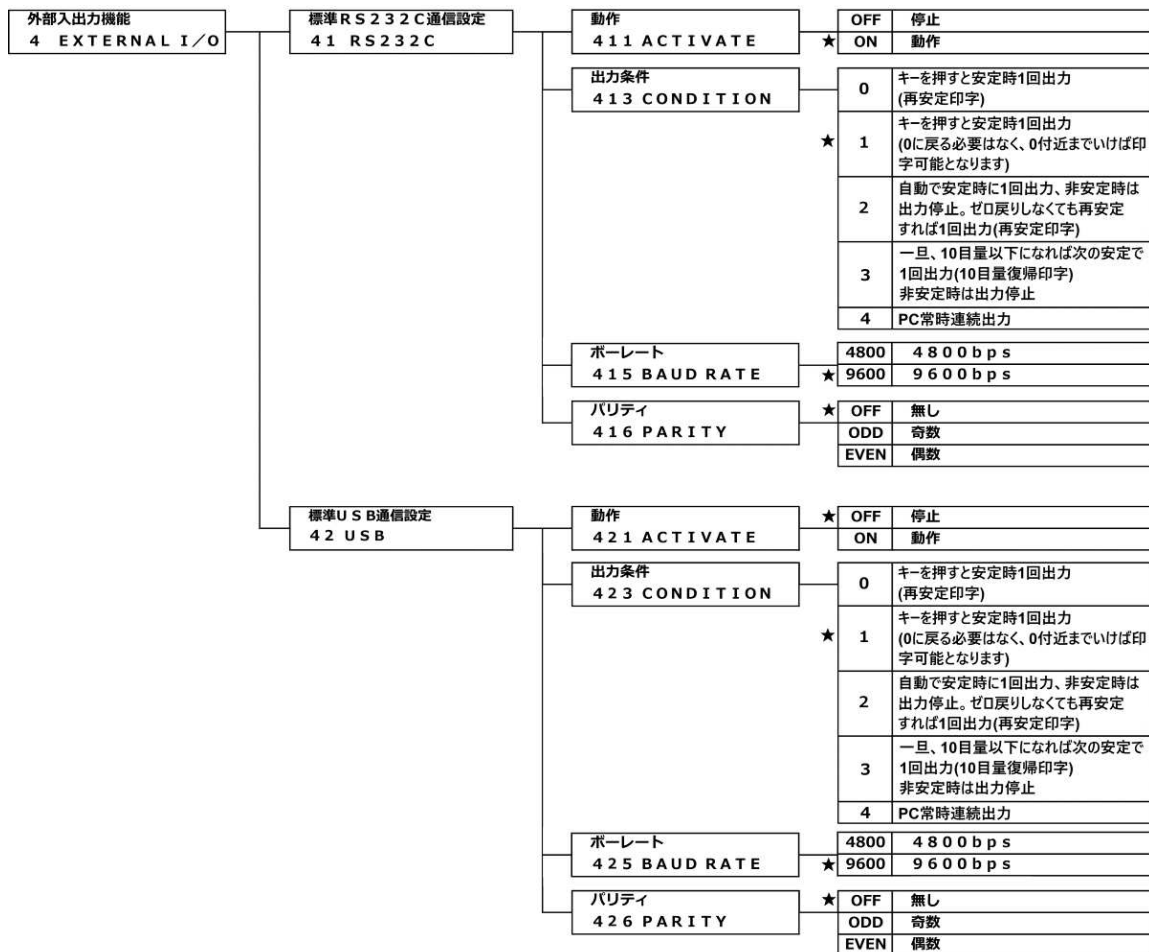 外部入出力機能
4 EXTERNAL I/O
標準RS232C通信設定
41 RS232C
動作
411 ACTIVATE
OFF 停止
★ ON 動作
出力条件
413 CONDITION
0 キーを押すと安定時1回出力
(再安定印字)
★ 1 キーを押すと安定時1回出力
(0に戻る必要はなく、0付近までいけば印
字可能となります)
2 自動で安定時に1回出力、非安定時は
出力停止。ゼロ戻りしなくても再安定
すれば1回出力(再安定印字)
3 一旦、10目量以下になれば次の安定で
1回出力(10目量復帰印字)
非安定時は出力停止
4 PC常時連続出力
ボーレート
415 BAUD RATE
4800 4800bps
★ 9600 9600bps
パリティ
416 PARITY
★ OFF 無し
ODD 奇数
EVEN 偶数
標準USB通信設定
42 USB
動作
421 ACTIVATE
★ OFF 停止
ON 動作
出力条件
423 CONDITION
0 キーを押すと安定時1回出力
(再安定印字)
★ 1 キーを押すと安定時1回出力
(0に戻る必要はなく、0付近までいけば印
字可能となります)
2 自動で安定時に1回出力、非安定時は
出力停止。ゼロ戻りしなくても再安定
すれば1回出力(再安定印字)
3 一旦、10目量以下になれば次の安定で
1回出力(10目量復帰印字)
非安定時は出力停止
4 PC常時連続出力
ボーレート
425 BAUD RATE
4800 4800bps
★ 9600 9600bps
パリティ
426 PARITY
★ OFF 無し
ODD 奇数
EVEN 偶数